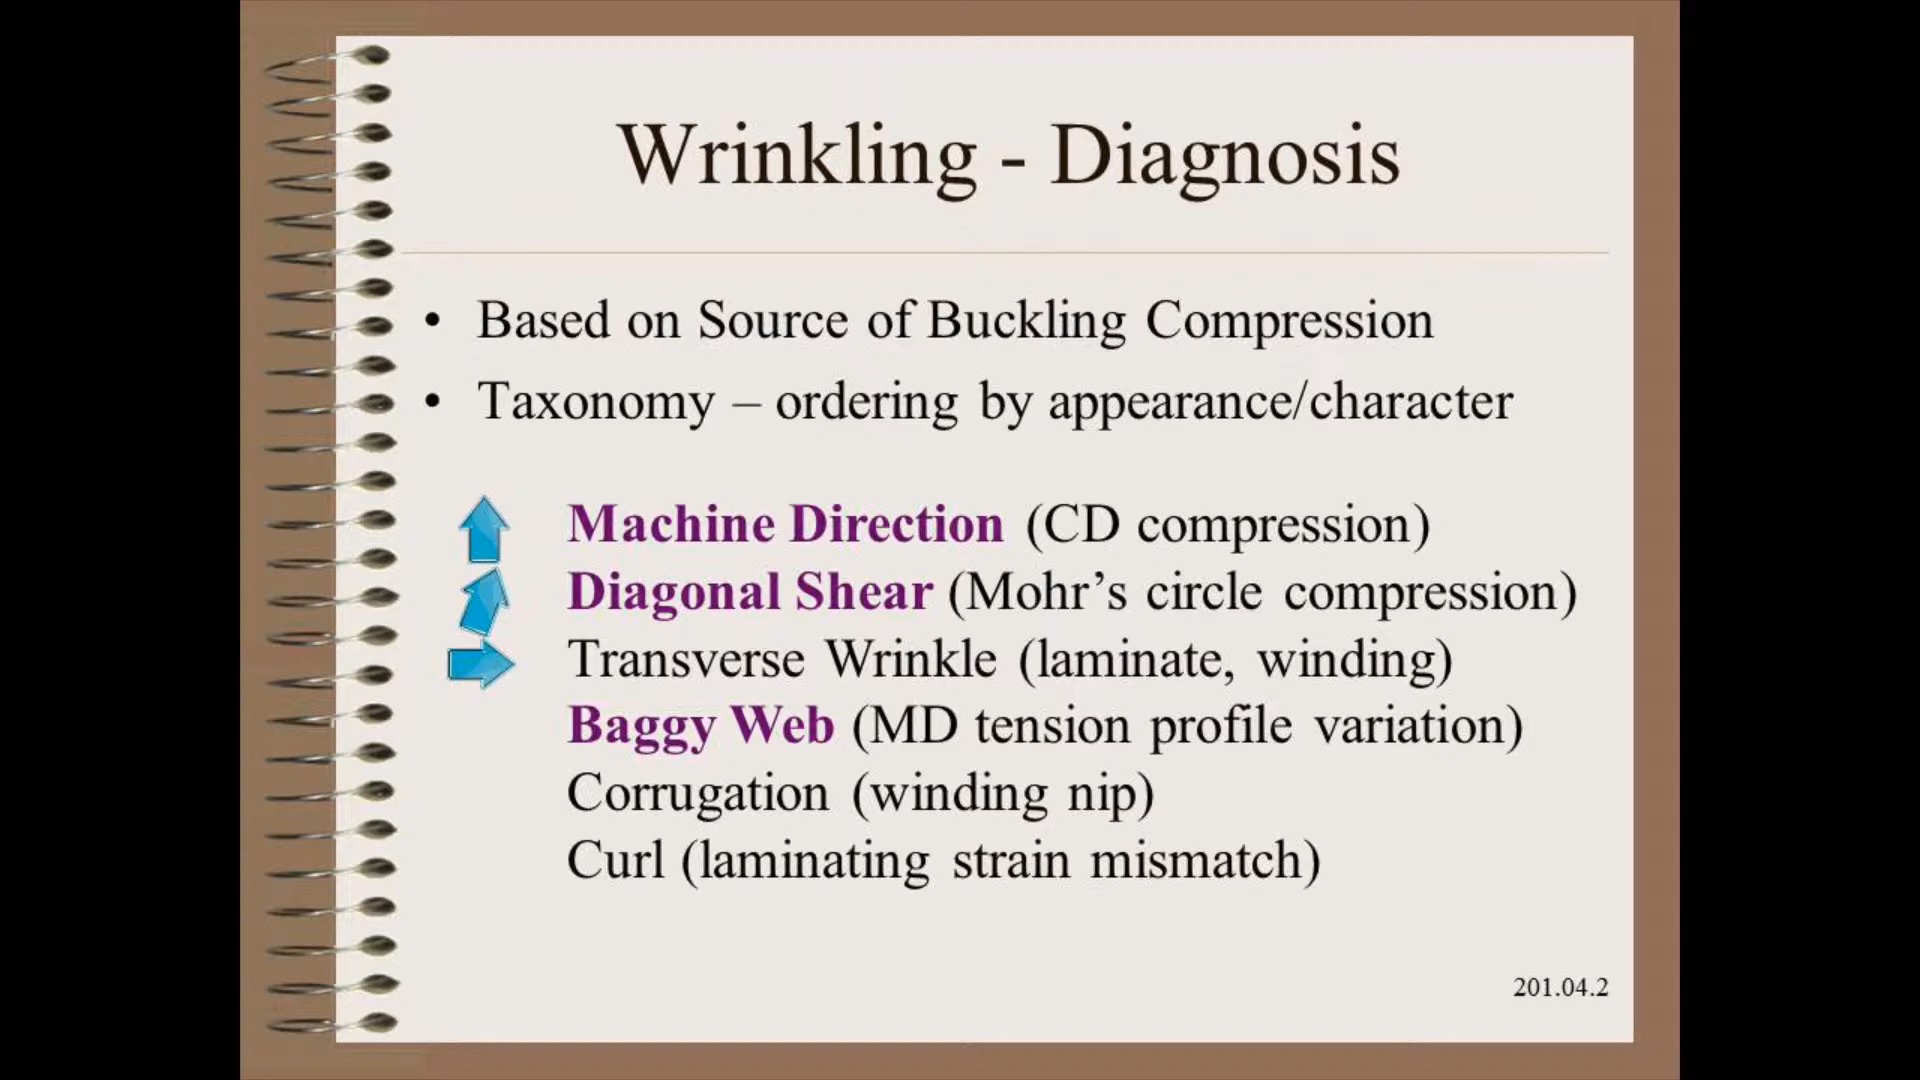 Wrinkling - Diagnosis
• Based on Source of Buckling Compression
• Taxonomy – ordering by appearance/character
Machine Direction (CD compression)
Diagonal Shear (Mohr’s circle compression)
Transverse Wrinkle (laminate, winding)
Baggy Web (MD tension profile variation)
Corrugation (winding nip)
Curl (laminating strain mismatch)
201.04.2